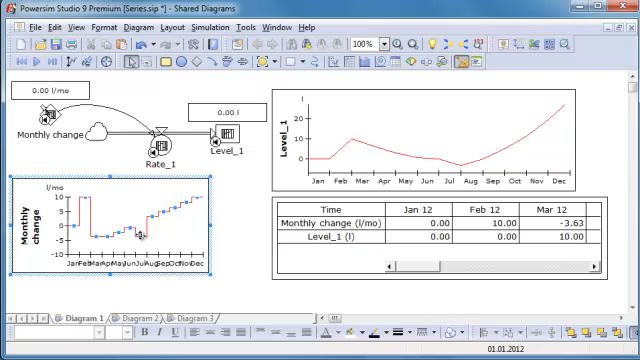 Powersim Studio 9 Premium [Series.sip *] - Shared Diagrams
File Edit View Format Diagram Layout Simulation Tools Window Help
100%
0.00 l/mo
0.00 l
Monthly change
Rate_1
Level_1
l
Level_1
20
10
0
Jan Feb Mar Apr May Jun Jul Aug Sep Oct Nov Dec
l/mo
Monthly change
10
5
0
-5
-10
Jan Feb Mar Apr May Jun Jul Aug Sep Oct Nov Dec
Time Jan 12 Feb 12 Mar 12
Monthly change (l/mo) 0.00 10.00 -3.63
Level_1 (l) 0.00 0.00 10.00
Diagram 1 Diagram 2 Diagram 3
B I U
01.01.2012